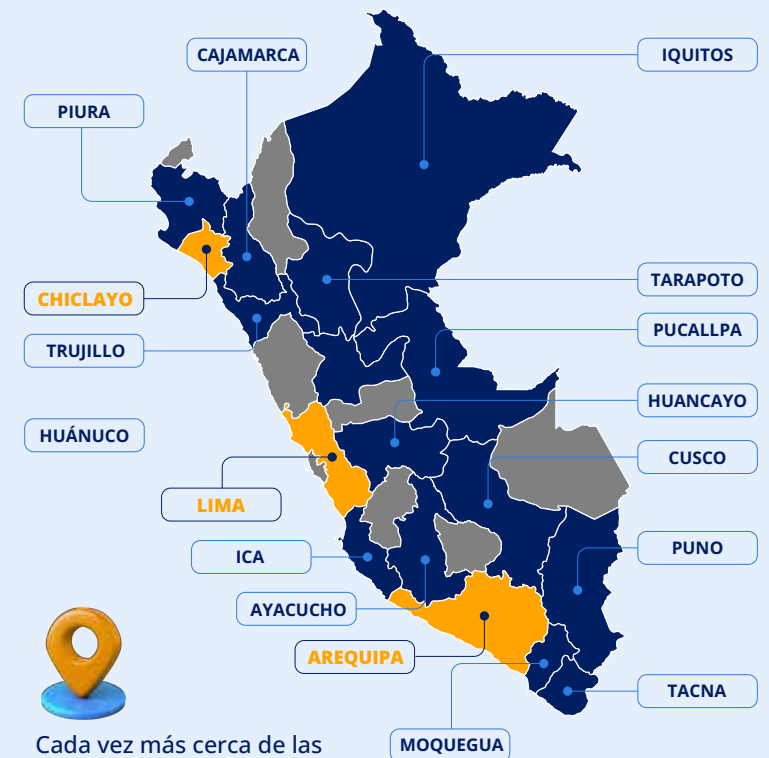 CAJAMARCA
IQUITOS
PIURA
TARAPOTO
CHICLAYO
PUCALLPA
TRUJILLO
HUANCAYO
HUÁNUCO
CUSCO
LIMA
PUNO
ICA
AYACUCHO
AREQUIPA
TACNA
MOQUEGUA
Cada vez más cerca de las